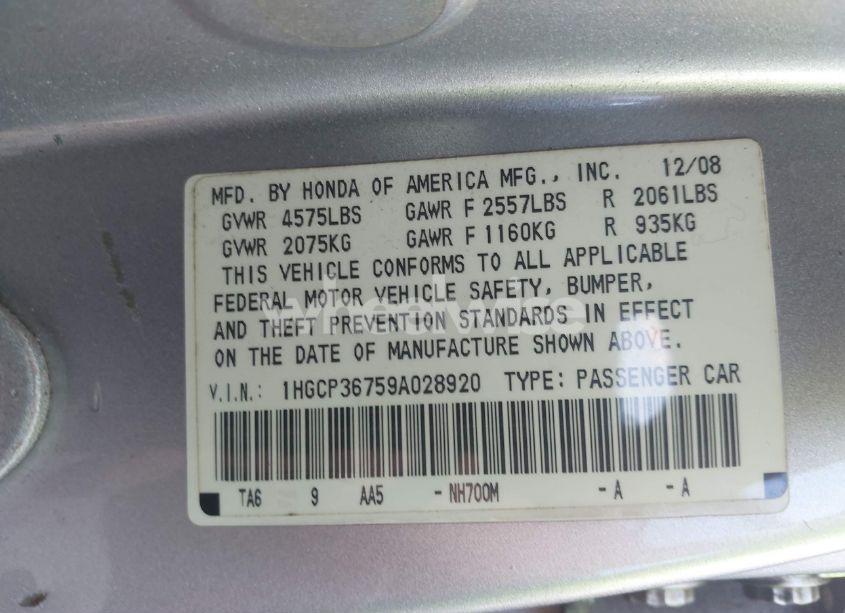 MFD. BY HONDA OF AMERICA MFG., INC. 12/08
GVWR 4575LBS GAWR F 2557LBS R 2061LBS
GVWR 2075KG GAWR F 1160KG R 935KG
THIS VEHICLE CONFORMS TO ALL APPLICABLE
FEDERAL MOTOR VEHICLE SAFETY, BUMPER,
AND THEFT PREVENTION STANDARDS IN EFFECT
ON THE DATE OF MANUFACTURE SHOWN ABOVE.
V.I.N.: 1HGCP36759A028920 TYPE: PASSENGER CAR
TA6 9 AA5 - NH700M - A - A
wheelwise